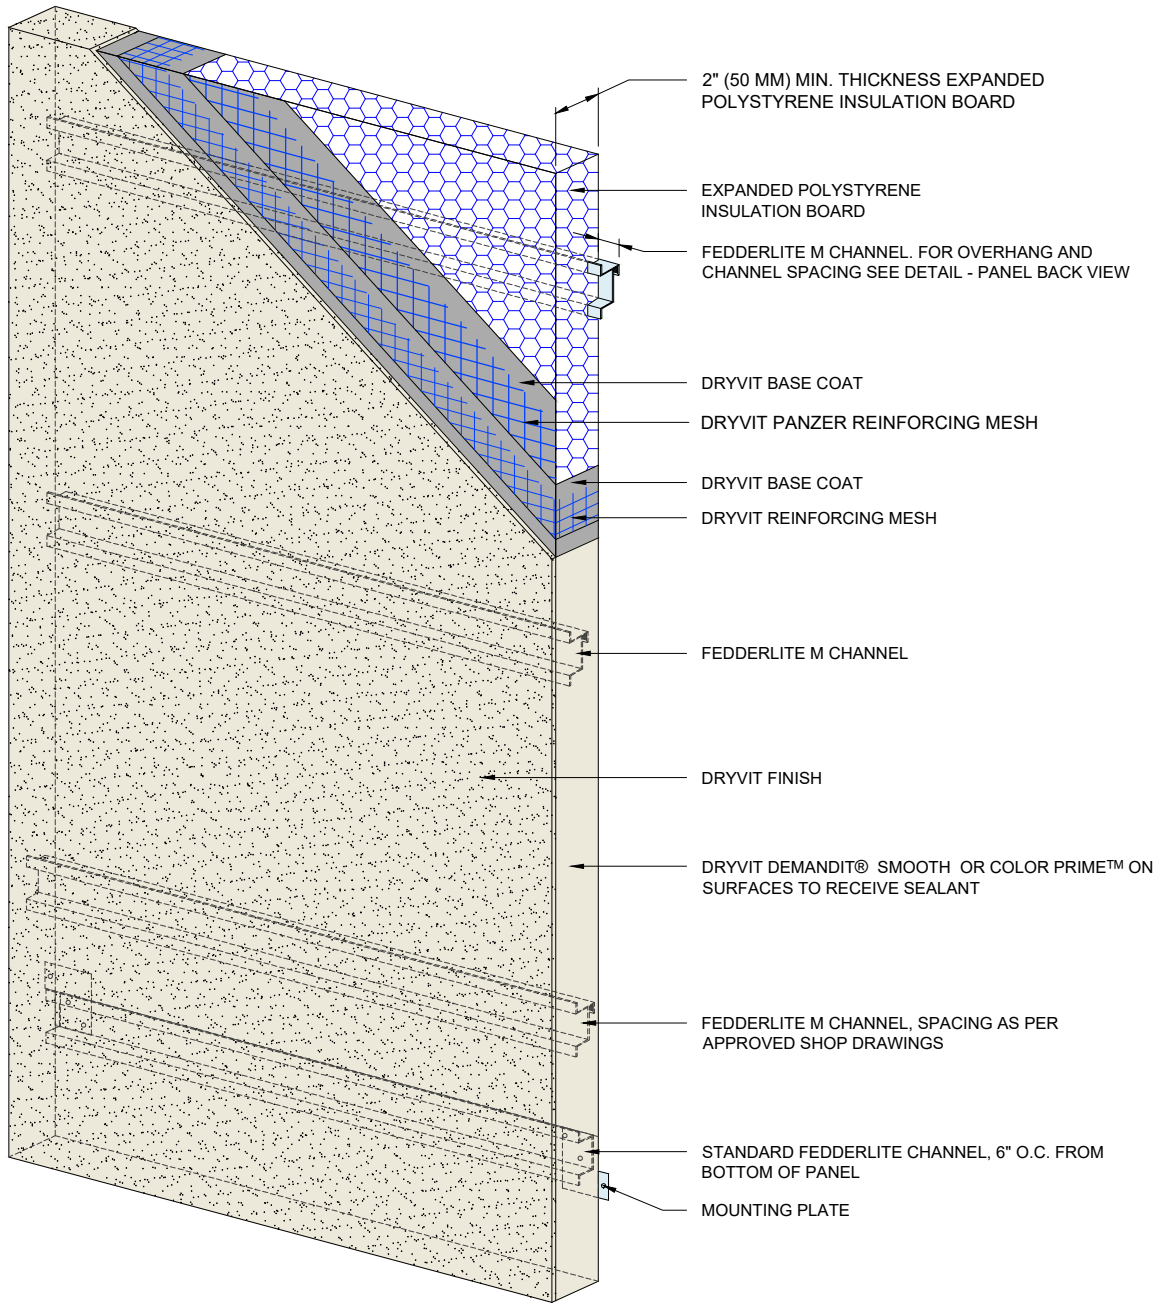 2" (50 MM) MIN. THICKNESS EXPANDED
POLYSTYRENE INSULATION BOARD
EXPANDED POLYSTYRENE
INSULATION BOARD
FEDDERLITE M CHANNEL. FOR OVERHANG AND
CHANNEL SPACING SEE DETAIL - PANEL BACK VIEW
DRYVIT BASE COAT
DRYVIT PANZER REINFORCING MESH
DRYVIT BASE COAT
DRYVIT REINFORCING MESH
FEDDERLITE M CHANNEL
DRYVIT FINISH
DRYVIT DEMANDIT® SMOOTH OR COLOR PRIME™ ON
SURFACES TO RECEIVE SEALANT
FEDDERLITE M CHANNEL, SPACING AS PER
APPROVED SHOP DRAWINGS
STANDARD FEDDERLITE CHANNEL, 6" O.C. FROM
BOTTOM OF PANEL
MOUNTING PLATE